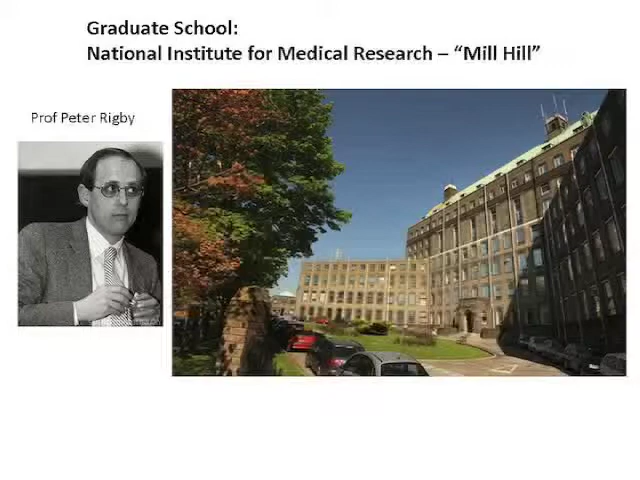 Graduate School:
National Institute for Medical Research – “Mill Hill”
Prof Peter Rigby